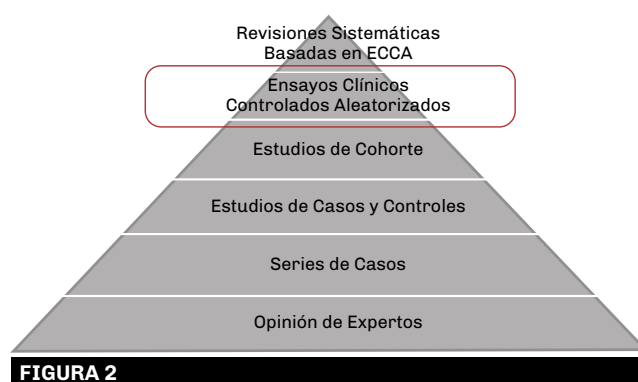 Revisiones Sistemáticas
Basadas en ECCA
Ensayos Clínicos
Controlados Aleatorizados
Estudios de Cohorte
Estudios de Casos y Controles
Series de Casos
Opinión de Expertos
FIGURA 2